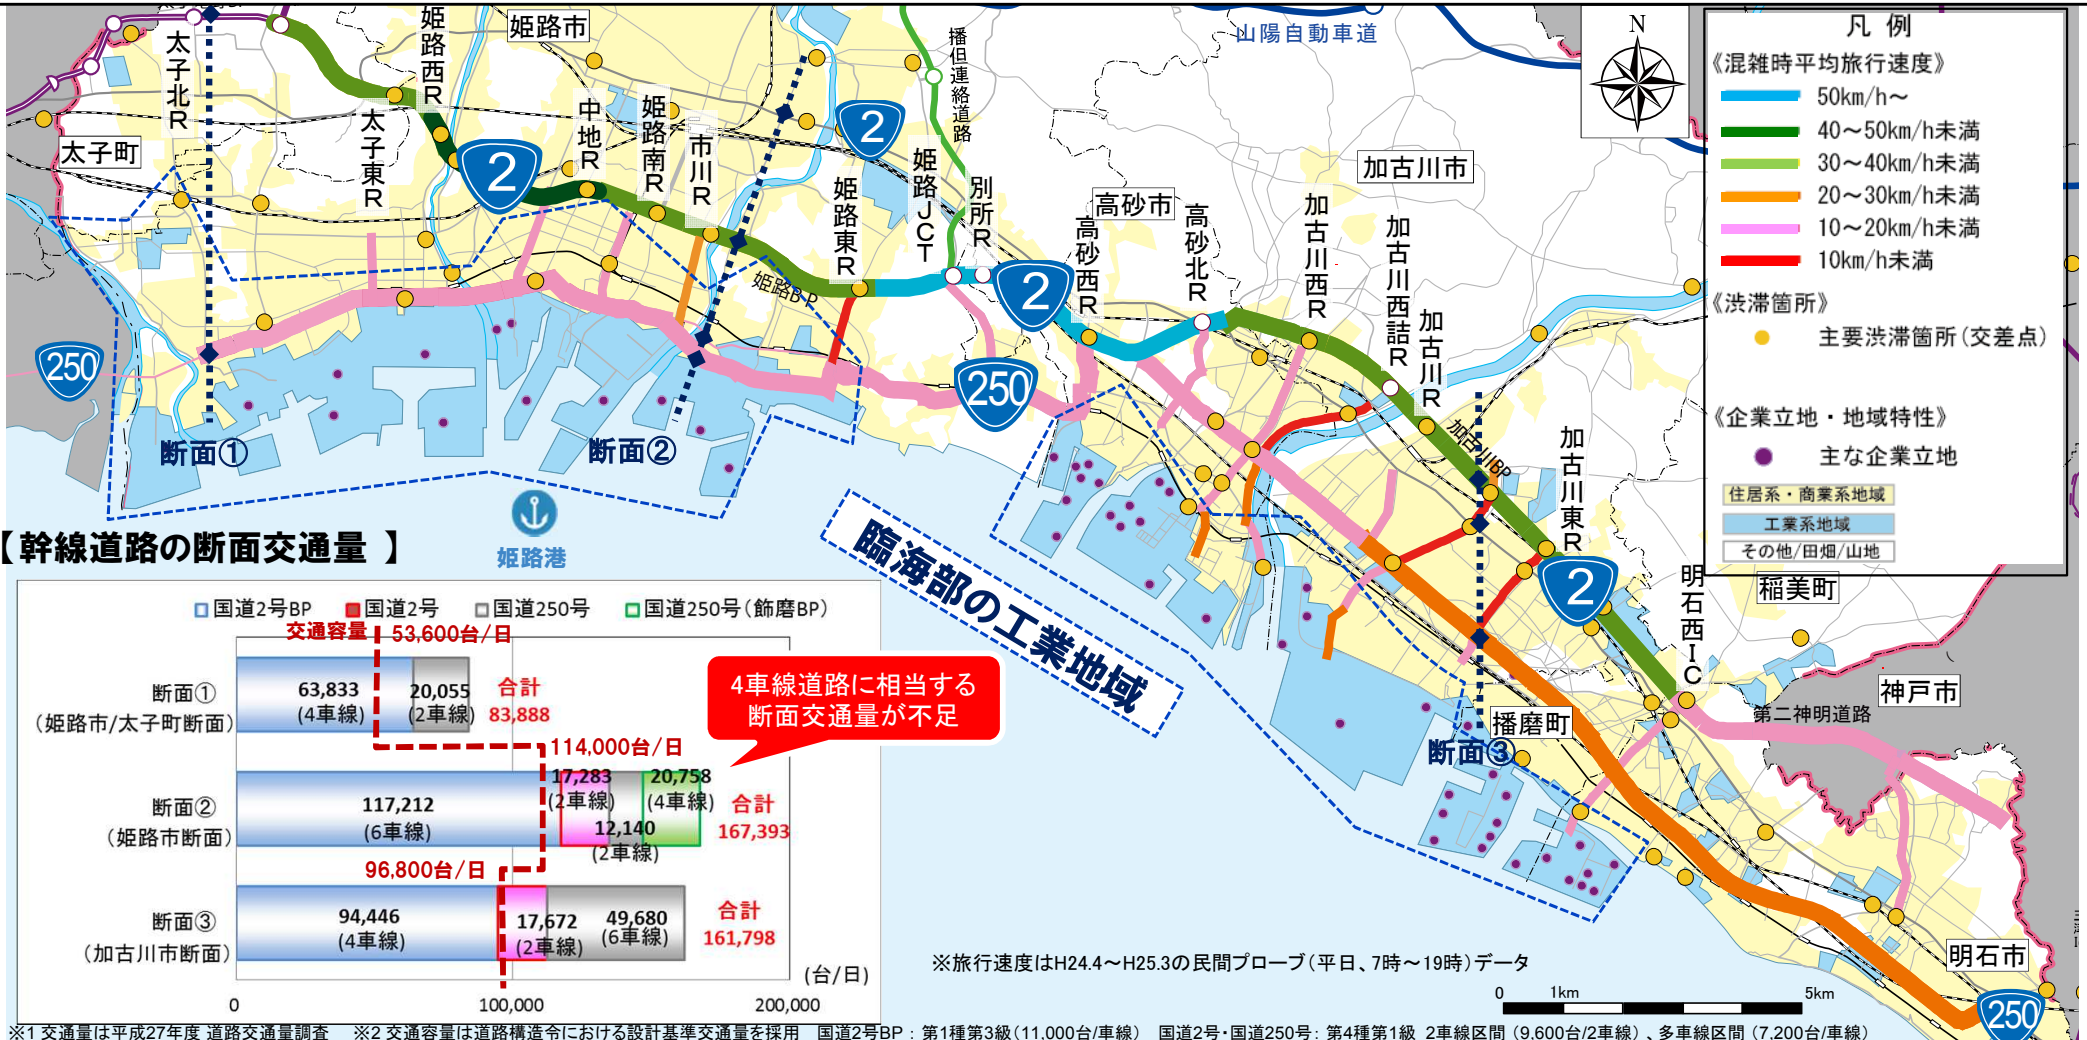 姫路市
山陽自動車道
播但連絡道路
太子北R
姫路西R
太子東R
中地R
姫路南R
市川R
姫路東R
姫路JCT
別所R
高砂西R
高砂北R
加古川西R
加古川西詰R
加古川R
加古川東R
明石西IC
太子町
高砂市
加古川市
稲美町
神戸市
播磨町
明石市
第二神明道路
姫路BP
加古川BP
2
2
2
2
250
250
250
N
凡 例
《混雑時平均旅行速度》
50km/h～
40～50km/h未満
30～40km/h未満
20～30km/h未満
10～20km/h未満
10km/h未満
《渋滞箇所》
主要渋滞箇所(交差点)
《企業立地・地域特性》
主な企業立地
住居系・商業系地域
工業系地域
その他/田畑/山地
断面①
断面②
断面③
姫路港
臨海部の工業地域
【幹線道路の断面交通量 】
国道2号BP 国道2号 国道250号 国道250号(飾磨BP)
交通容量 53,600台/日
断面①
(姫路市/太子町断面)
63,833
(4車線)
20,055
(2車線)
合計
83,888
4車線道路に相当する
断面交通量が不足
114,000台/日
断面②
(姫路市断面)
117,212
(6車線)
17,283
(2車線)
12,140
(2車線)
20,758
(4車線)
合計
167,393
96,800台/日
断面③
(加古川市断面)
94,446
(4車線)
17,672
(2車線)
49,680
(6車線)
合計
161,798
(台/日)
0 100,000 200,000
※旅行速度はH24.4～H25.3の民間プローブ(平日、7時～19時)データ
0 1km 5km
※1 交通量は平成27年度 道路交通量調査 ※2 交通容量は道路構造令における設計基準交通量を採用 国道2号BP : 第1種第3級(11,000台/車線) 国道2号・国道250号: 第4種第1級 2車線区間 (9,600台/2車線) 、多車線区間 (7,200台/車線)